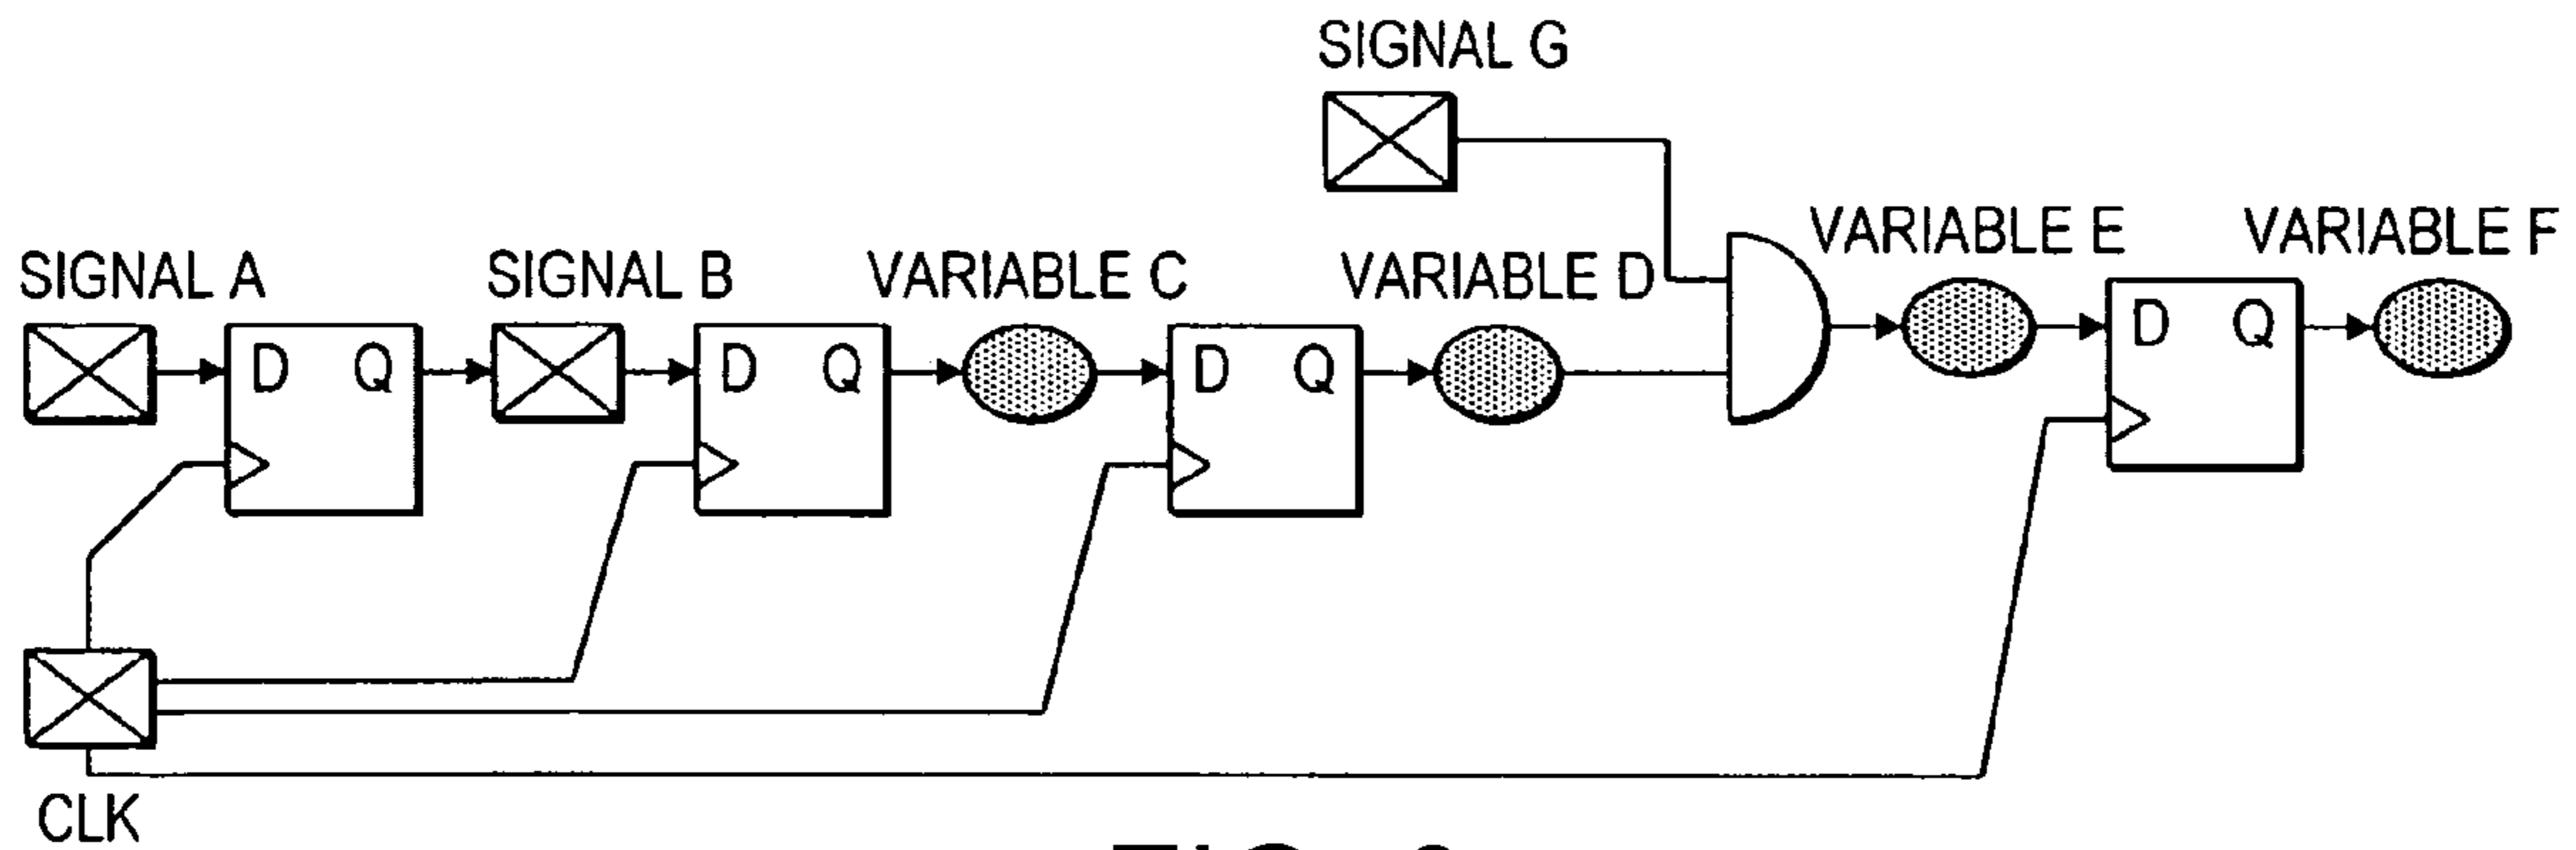 SIGNAL G
SIGNAL A
SIGNAL B
VARIABLE C
VARIABLE D
VARIABLE E
VARIABLE F
D Q
D Q
D Q
D Q
CLK